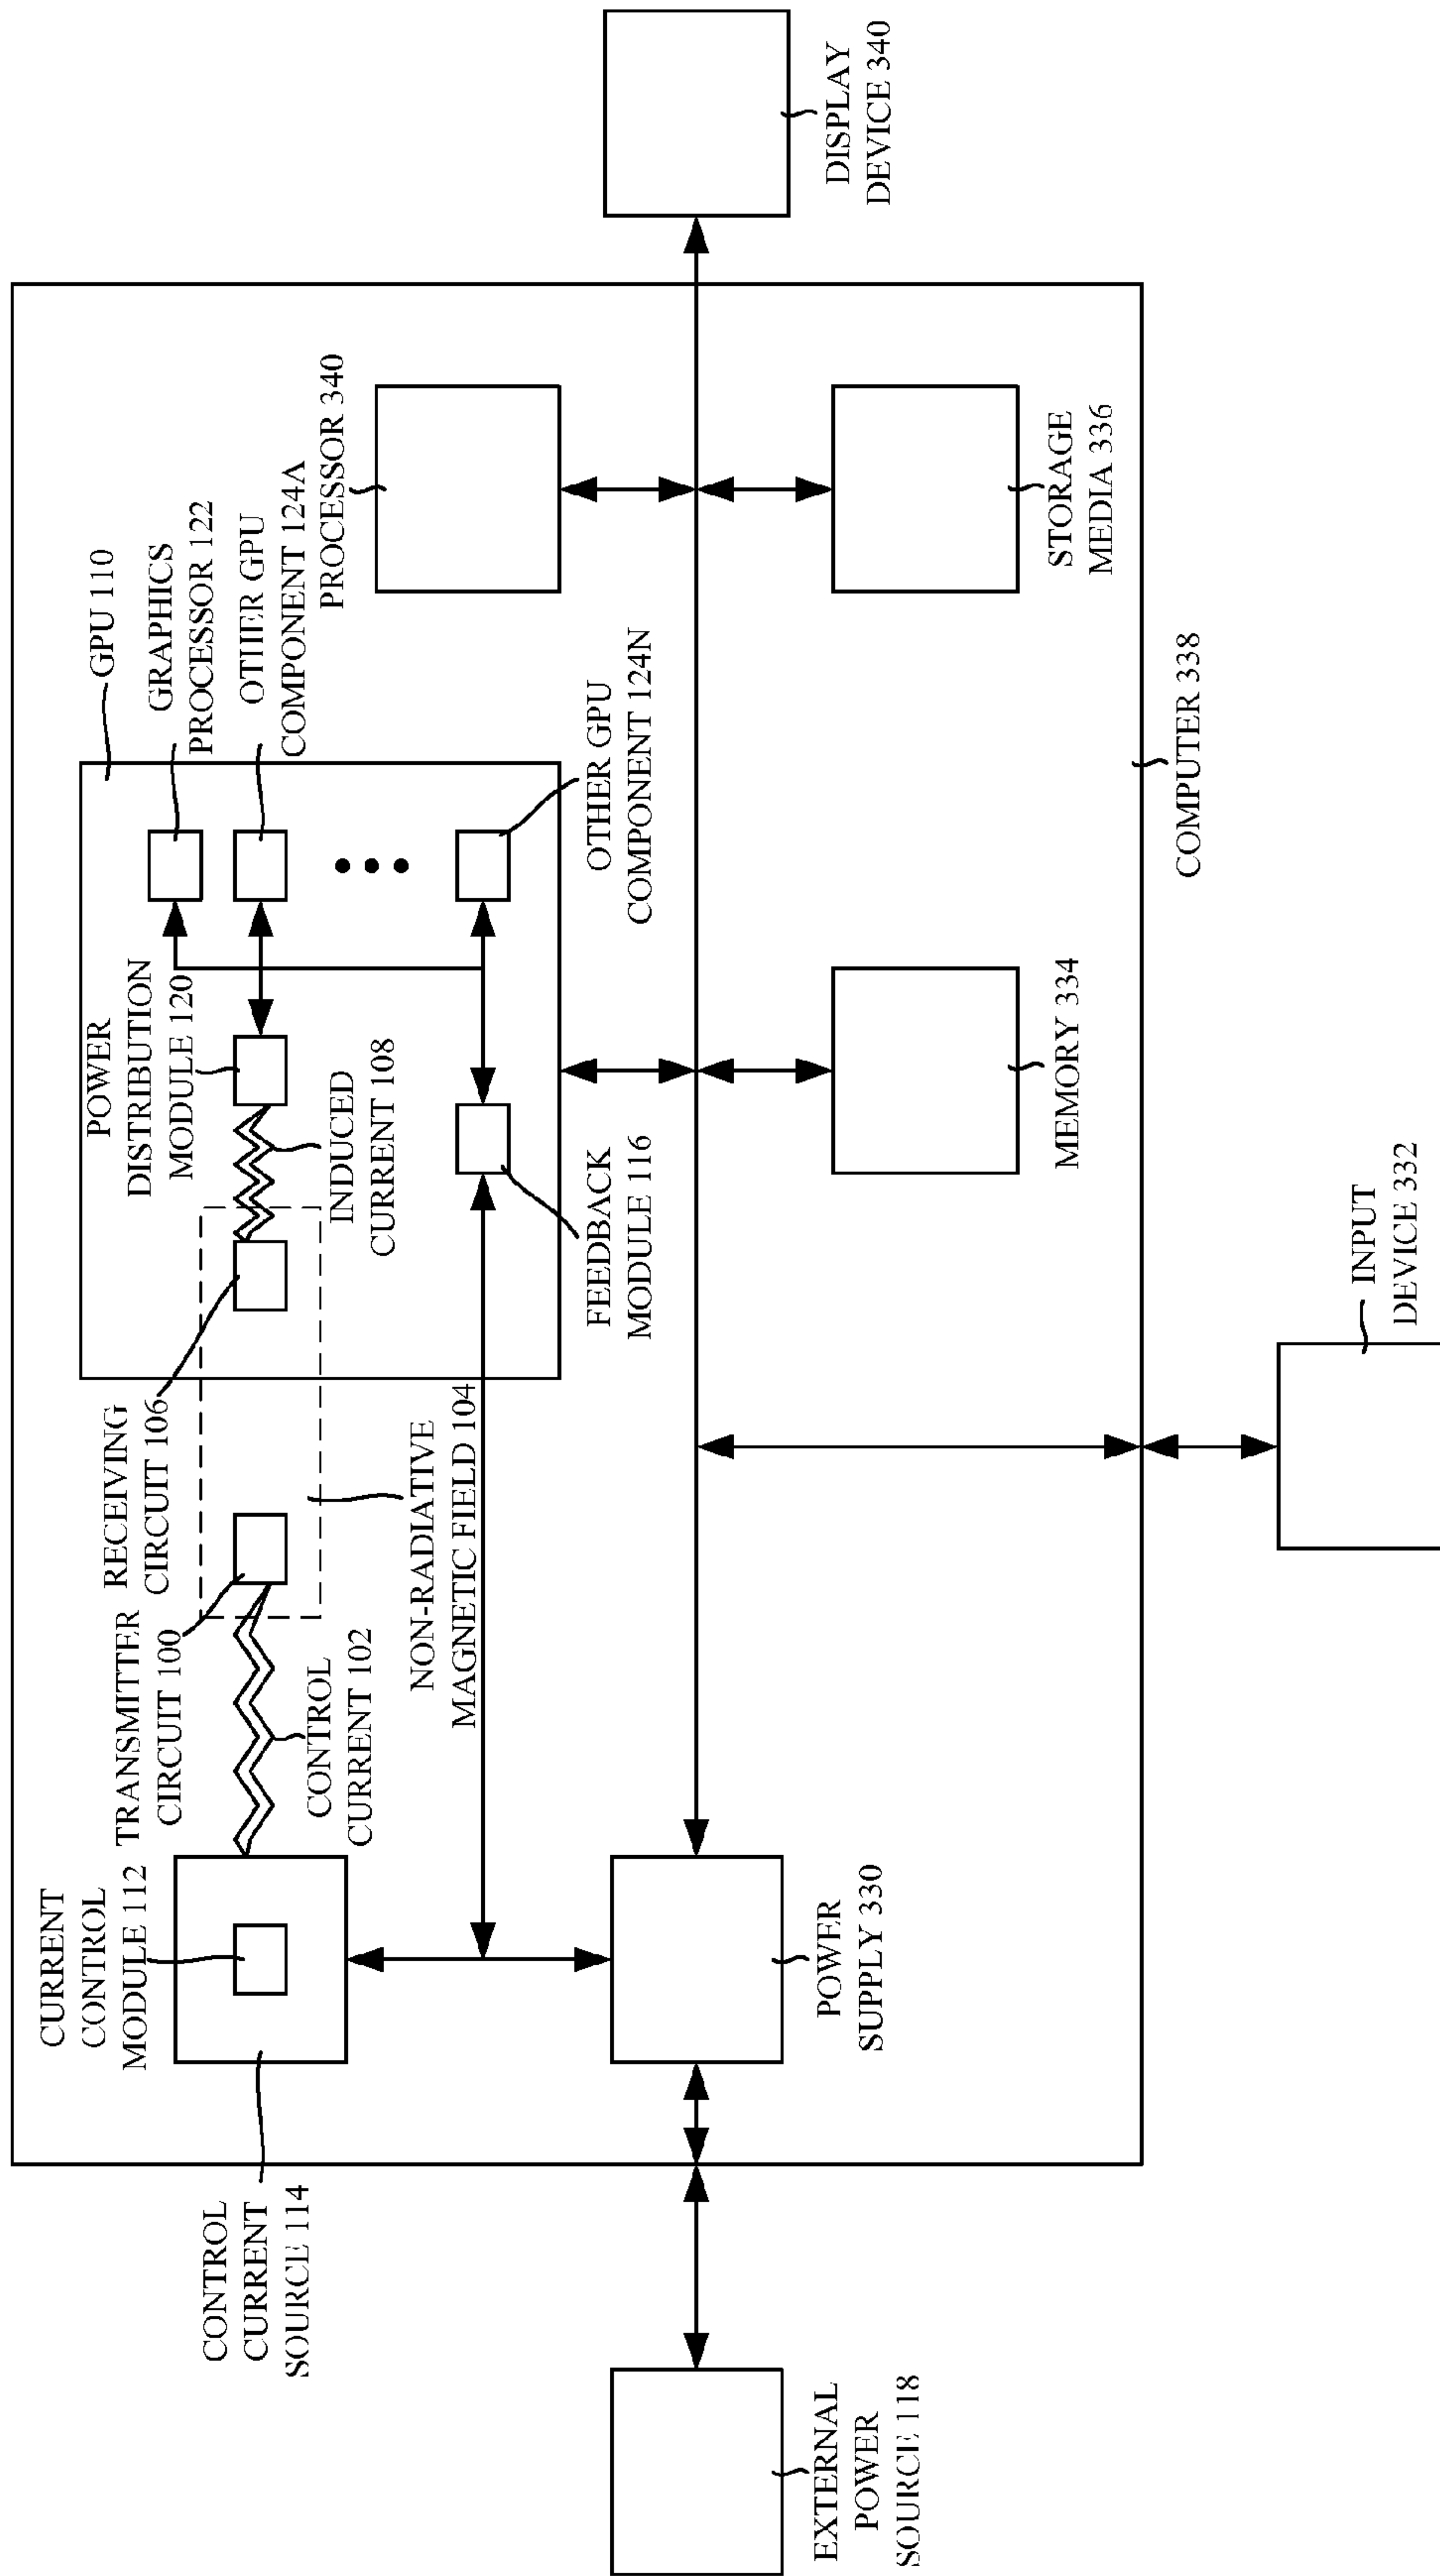 CONTROL
CURRENT
SOURCE 114
CURRENT
CONTROL
MODULE 112
TRANSMITTER
CIRCUIT 100
CONTROL
CURRENT 102
RECEIVING
CIRCUIT 106
NON-RADIATIVE
MAGNETIC FIELD 104
POWER
DISTRIBUTION
MODULE 120
INDUCED
CURRENT 108
GPU 110
GRAPHICS
PROCESSOR 122
OTHER GPU
COMPONENT 124A
PROCESSOR 340
FEEDBACK
MODULE 116
OTHER GPU
COMPONENT 124N
EXTERNAL
POWER
SOURCE 118
POWER
SUPPLY 330
MEMORY 334
STORAGE
MEDIA 336
DISPLAY
DEVICE 340
COMPUTER 338
INPUT
DEVICE 332